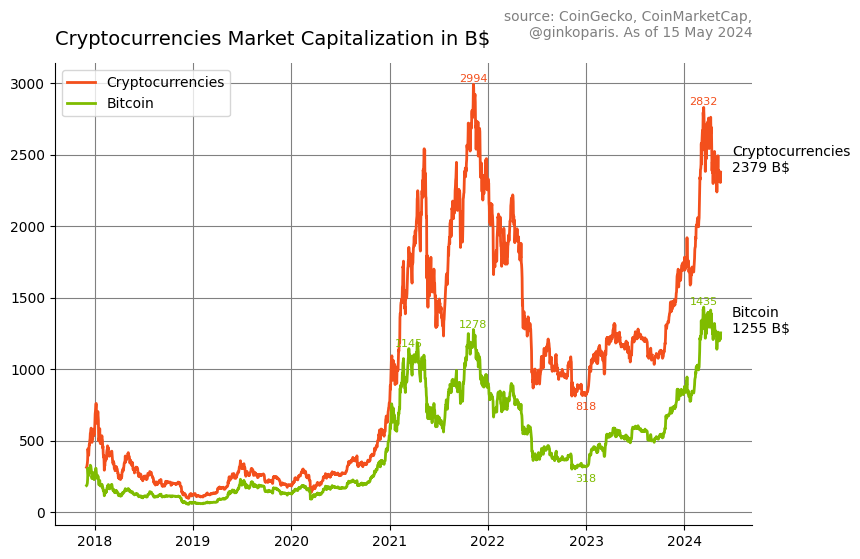 source: CoinGecko, CoinMarketCap,
@ginkoparis. As of 15 May 2024
Cryptocurrencies Market Capitalization in B$
Cryptocurrencies
Bitcoin
3000
2500
2000
1500
1000
500
0
2994
2832
Cryptocurrencies
2379 B$
1435
Bitcoin
1255 B$
1145
1278
818
318
2018
2019
2020
2021
2022
2023
2024